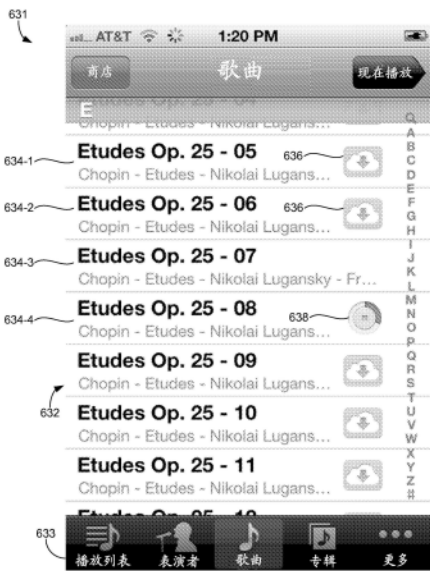 631
AT&T 1:20 PM
商店 歌曲 现在播放
Etudes Op. 25 - 04
E
Chopin - Etudes - Nikolai Lugans...
634-1 Etudes Op. 25 - 05 636
Chopin - Etudes - Nikolai Lugans...
634-2 Etudes Op. 25 - 06 636
Chopin - Etudes - Nikolai Lugans...
634-3 Etudes Op. 25 - 07
Chopin - Etudes - Nikolai Lugansky - Fr...
634-4 Etudes Op. 25 - 08 638
Chopin - Etudes - Nikolai Lugans...
Etudes Op. 25 - 09
Chopin - Etudes - Nikolai Lugans...
632
Etudes Op. 25 - 10
Chopin - Etudes - Nikolai Lugans...
Etudes Op. 25 - 11
Chopin - Etudes - Nikolai Lugans...
A
B
C
D
E
F
G
H
I
J
K
L
M
N
O
P
Q
R
S
T
U
V
W
X
Y
Z
#
633
播放列表 表演者 歌曲 专辑 更多